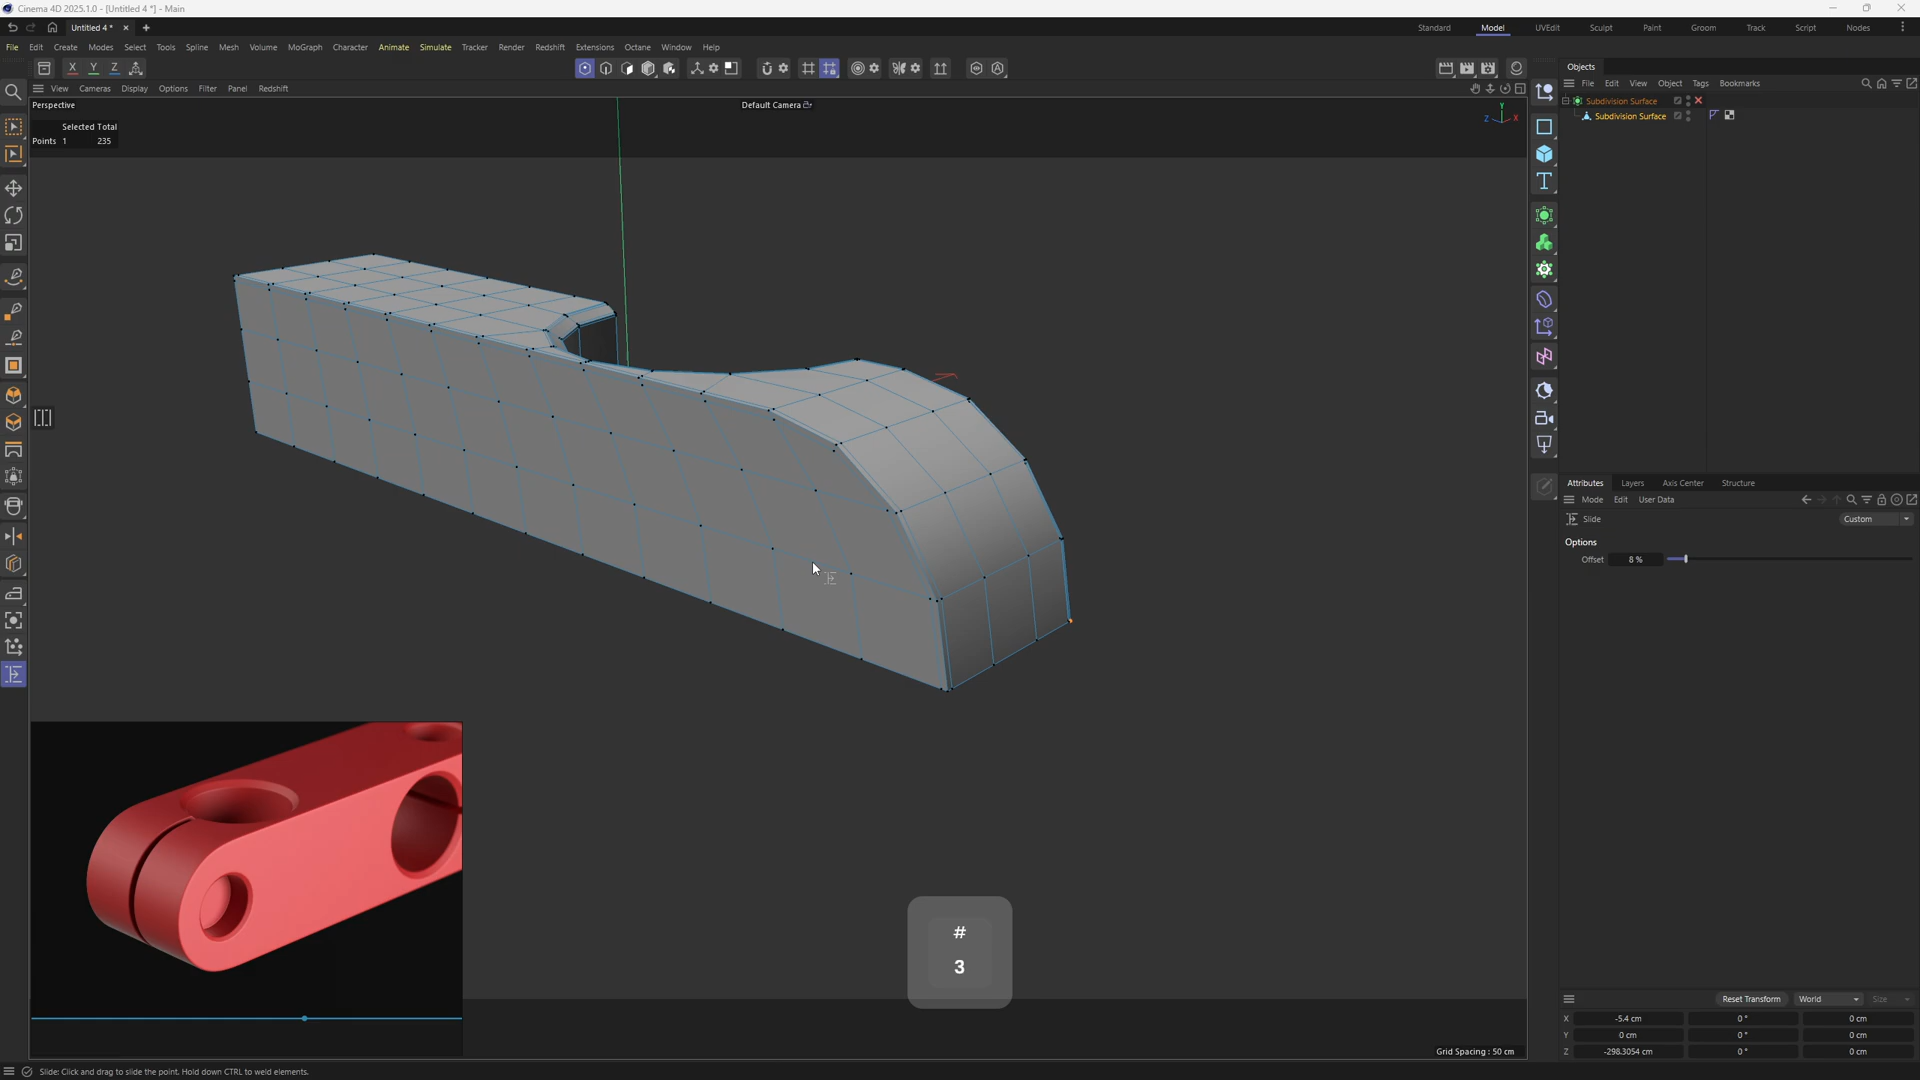 Cinema 4D 2025.1.0 - [Untitled 4 *] - Main
Untitled 4 *
Standard Model UVEdit Sculpt Paint Groom Track Script Nodes
File Edit Create Modes Select Tools Spline Mesh Volume MoGraph Character Animate Simulate Tracker Render Redshift Extensions Octane Window Help
X Y Z
Objects
View Cameras Display Options Filter Panel Redshift
File Edit View Object Tags Bookmarks
Perspective
Default Camera
Subdivision Surface
Subdivision Surface
Selected Total
Points 1 235
Y
Z X
Attributes Layers Axis Center Structure
Mode Edit User Data
Slide
Custom
Options
Offset 8 %
#
3
Reset Transform World Size
X -5.4 cm 0 ° 0 cm
Y 0 cm 0 ° 0 cm
Z -298.3054 cm 0 ° 0 cm
Grid Spacing : 50 cm
Slide: Click and drag to slide the point. Hold down CTRL to weld elements.